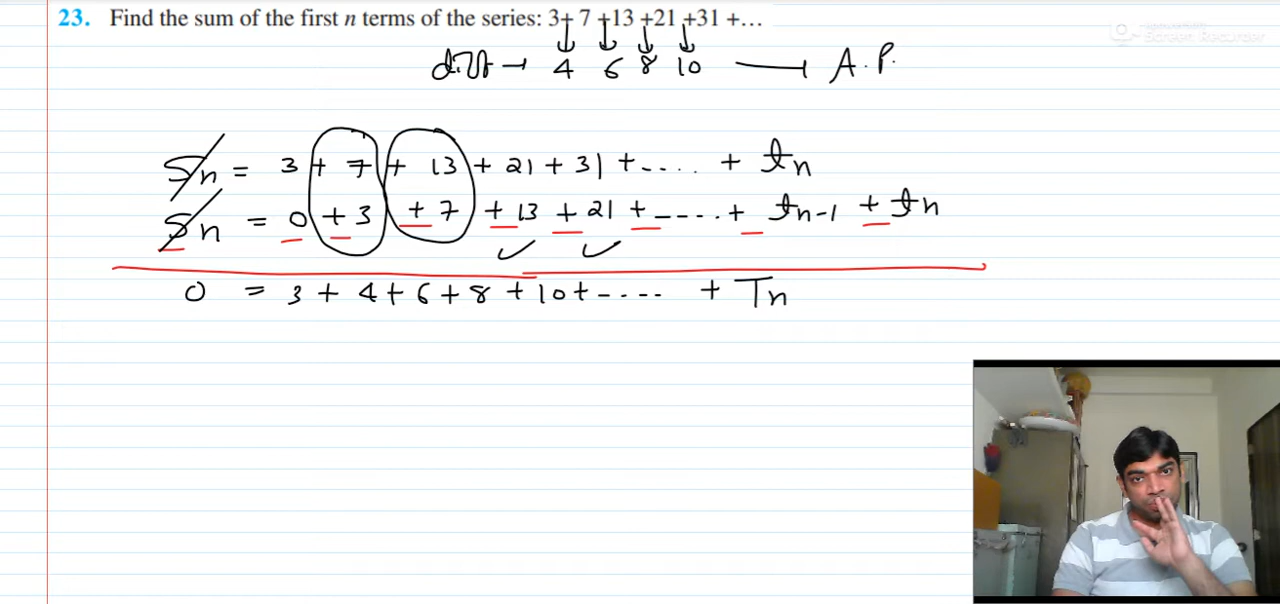 23. Find the sum of the first n terms of the series: 3+ 7 +13 +21 +31 +...
diff → 4 6 8 10 → A.P.
Sn = 3 + 7 + 13 + 21 + 31 + .... + tn
Sn = 0 + 3 + 7 + 13 + 21 + ---- + tn-1 + tn
0 = 3 + 4 + 6 + 8 + 10 + ---- + Tn